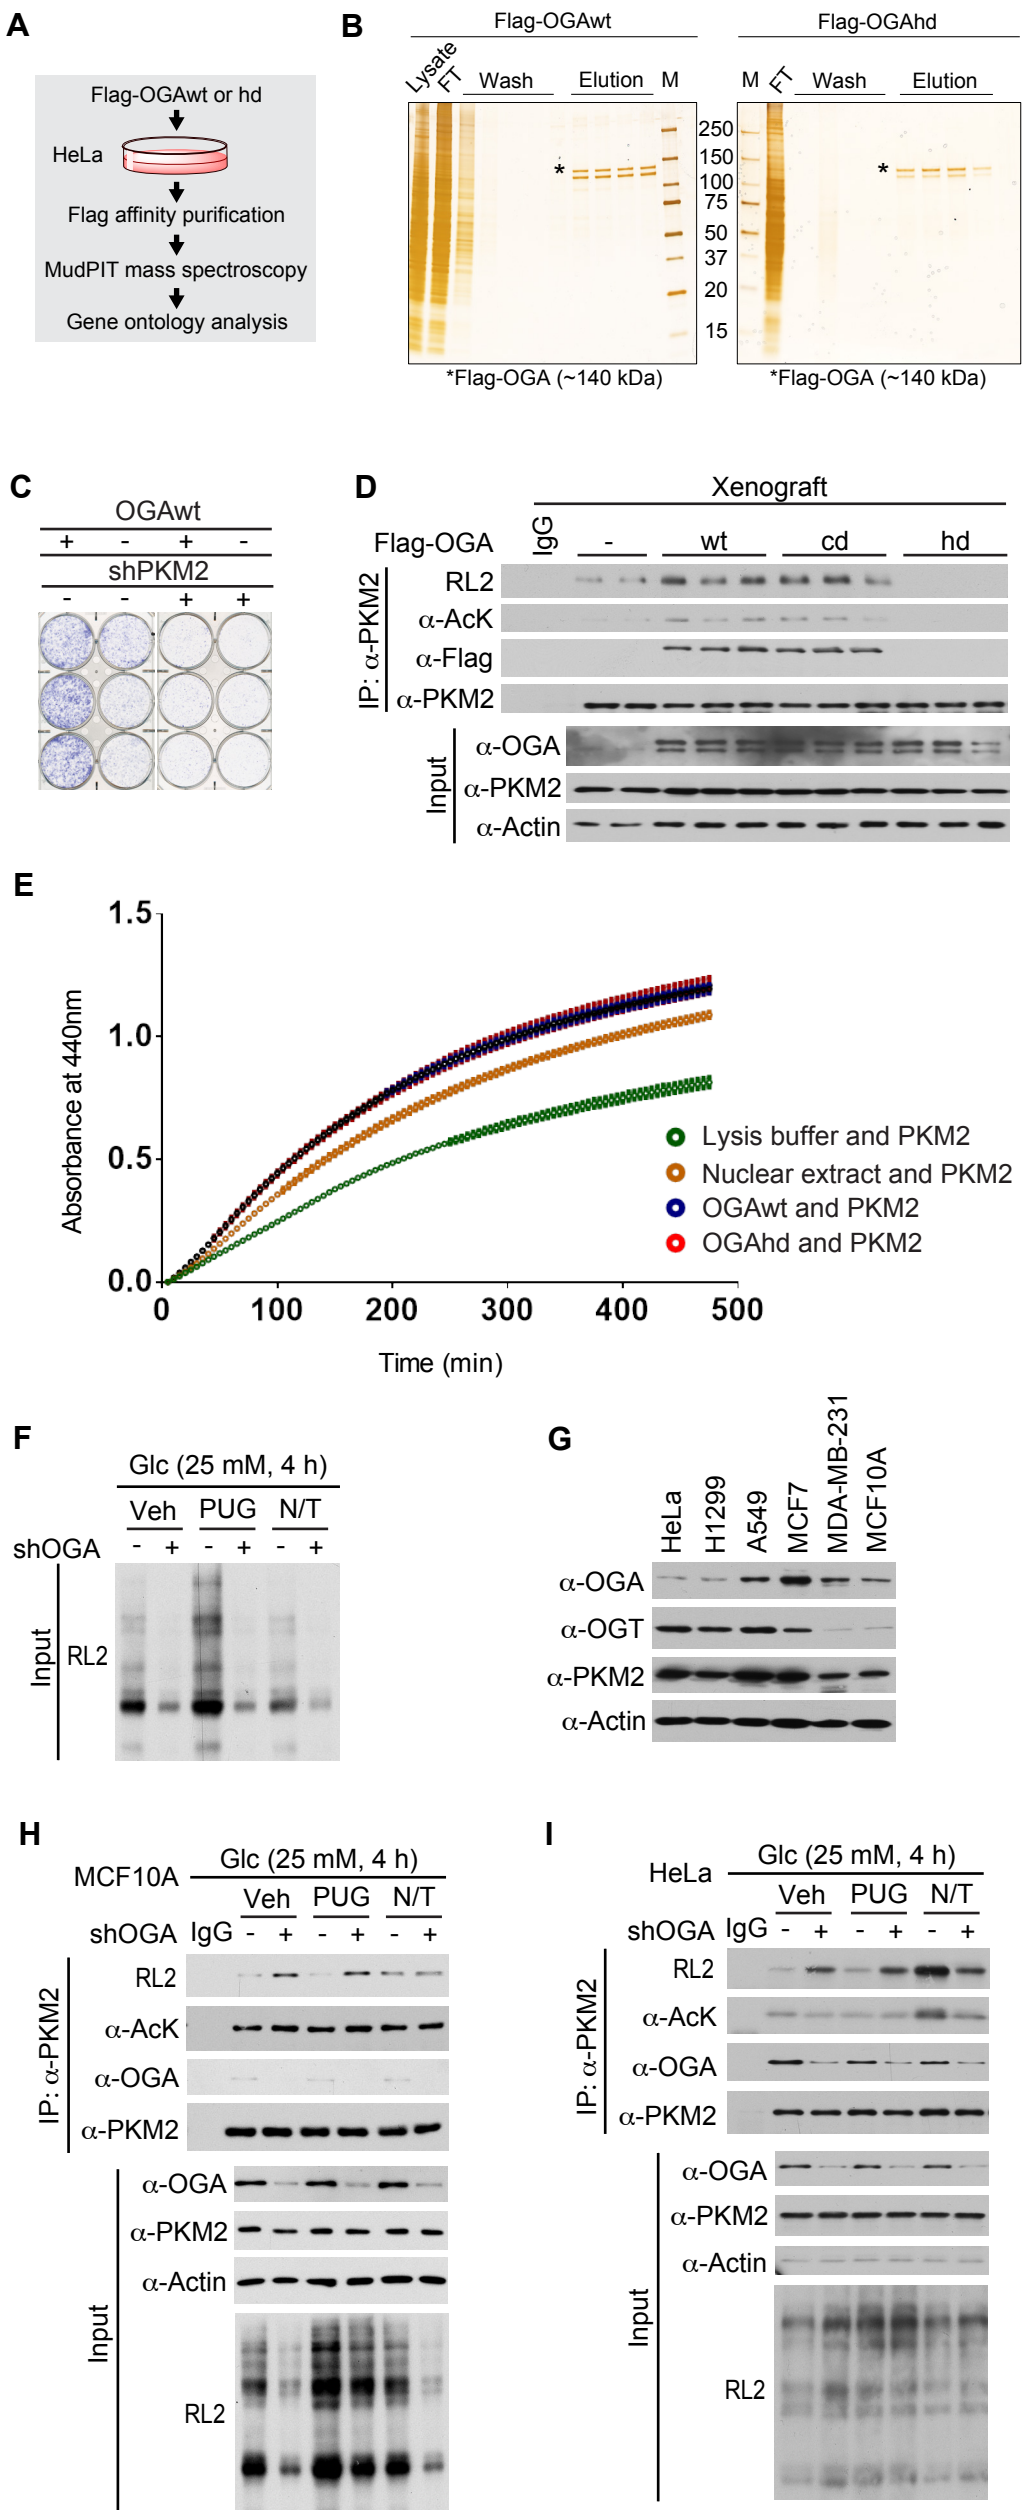 A
Flag-OGAwt or hd
HeLa
Flag affinity purification
MudPIT mass spectroscopy
Gene ontology analysis
B
Flag-OGAwt
Flag-OGAhd
Lysate FT Wash Elution M
M FT Wash Elution
*
*
250
150
100
75
50
37
20
15
*Flag-OGA (~140 kDa)
*Flag-OGA (~140 kDa)
C
OGAwt
+ - + -
shPKM2
- - + +
D
Xenograft
Flag-OGA IgG - wt cd hd
IP: α-PKM2
RL2
α-AcK
α-Flag
α-PKM2
Input
α-OGA
α-PKM2
α-Actin
E
Absorbance at 440nm
1.5
1.0
0.5
0.0
0 100 200 300 400 500
Time (min)
Lysis buffer and PKM2
Nuclear extract and PKM2
OGAwt and PKM2
OGAhd and PKM2
F
Glc (25 mM, 4 h)
Veh PUG N/T
shOGA - + - + - +
Input
RL2
G
HeLa H1299 A549 MCF7 MDA-MB-231 MCF10A
α-OGA
α-OGT
α-PKM2
α-Actin
H
MCF10A
Glc (25 mM, 4 h)
Veh PUG N/T
shOGA IgG - + - + - +
IP: α-PKM2
RL2
α-AcK
α-OGA
α-PKM2
Input
α-OGA
α-PKM2
α-Actin
RL2
I
HeLa
Glc (25 mM, 4 h)
Veh PUG N/T
shOGA IgG - + - + - +
IP: α-PKM2
RL2
α-AcK
α-OGA
α-PKM2
Input
α-OGA
α-PKM2
α-Actin
RL2